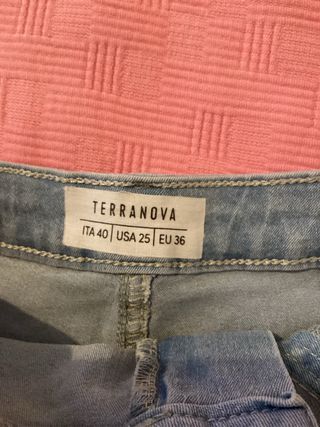 TERRANOVA
ITA 40 | USA 25 | EU 36